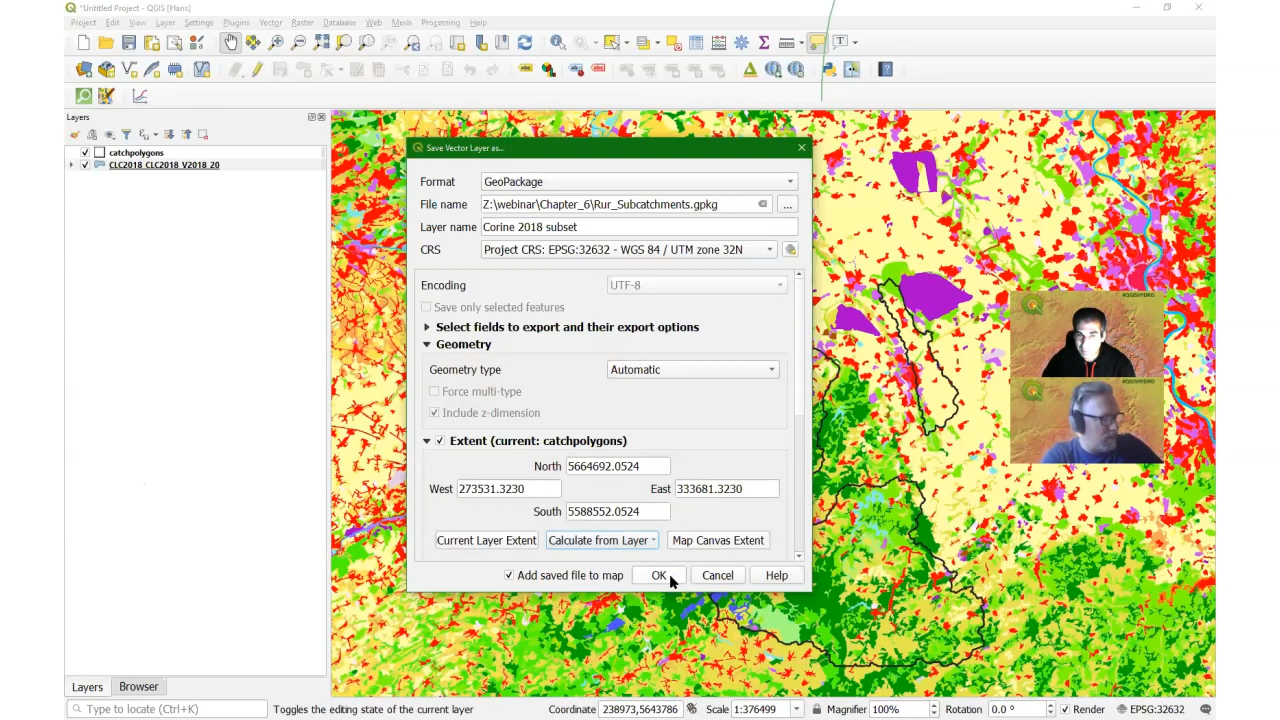 *Untitled Project — QGIS [Hans]
Project Edit View Layer Settings Plugins Vector Raster Database Web Mesh Processing Help
Layers
catchpolygons
CLC2018 CLC2018_V2018_20
Save Vector Layer as...
Format GeoPackage
File name Z:\webinar\Chapter_6\Rur_Subcatchments.gpkg ...
Layer name Corine 2018 subset
CRS Project CRS: EPSG:32632 - WGS 84 / UTM zone 32N
Encoding UTF-8
Save only selected features
Select fields to export and their export options
Geometry
Geometry type Automatic
Force multi-type
Include z-dimension
Extent (current: catchpolygons)
North 5664692.0524
West 273531.3230 East 333681.3230
South 5588552.0524
Current Layer Extent Calculate from Layer Map Canvas Extent
Add saved file to map OK Cancel Help
#QGISHYDRO
#QGISHYDRO
Layers Browser
Type to locate (Ctrl+K) Toggles the editing state of the current layer Coordinate 238973,5643786 Scale 1:376499 Magnifier 100% Rotation 0.0 ° Render EPSG:32632